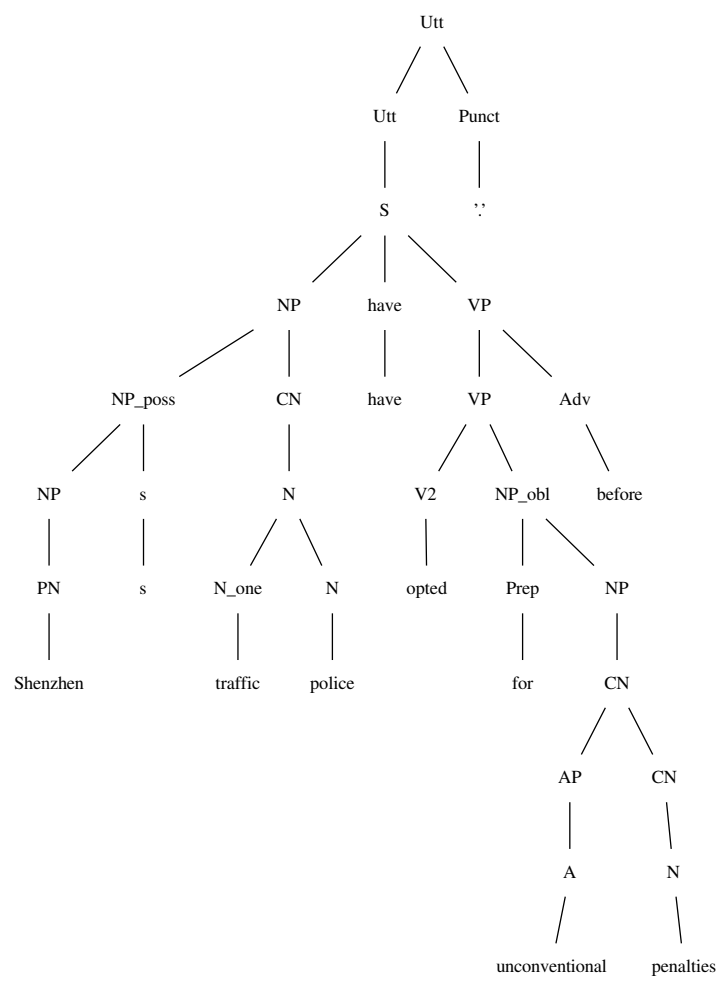 Utt
Utt Punct
S '.'
NP have VP
NP_poss CN have VP Adv
NP s N V2 NP_obl before
PN s N_one N opted Prep NP
Shenzhen traffic police for CN
AP CN
A N
unconventional penalties